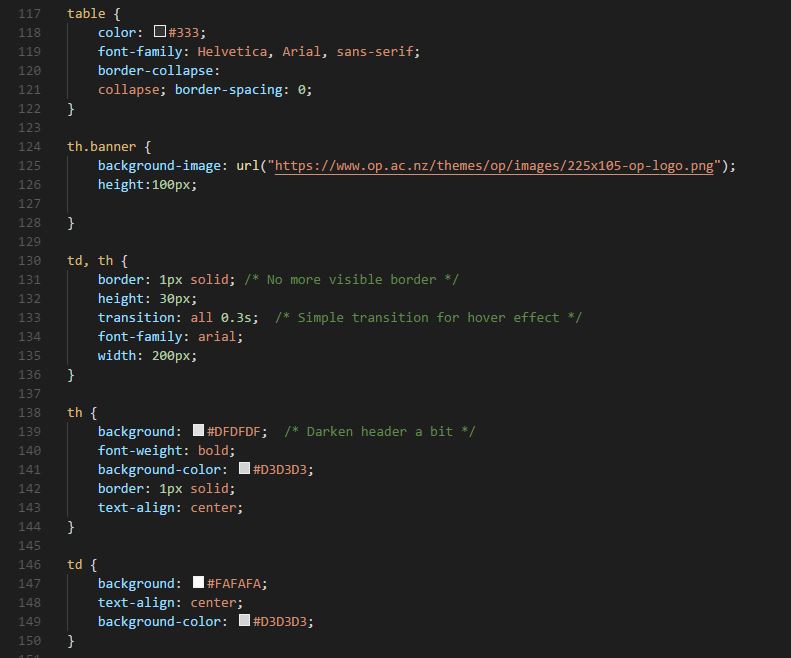 117 table {
118     color: #333;
119     font-family: Helvetica, Arial, sans-serif;
120     border-collapse:
121     collapse; border-spacing: 0;
122 }
123
124 th.banner {
125     background-image: url("https://www.op.ac.nz/themes/op/images/225x105-op-logo.png");
126     height:100px;
127
128 }
129
130 td, th {
131     border: 1px solid; /* No more visible border */
132     height: 30px;
133     transition: all 0.3s;  /* Simple transition for hover effect */
134     font-family: arial;
135     width: 200px;
136 }
137
138 th {
139     background: #DFDFDF;  /* Darken header a bit */
140     font-weight: bold;
141     background-color: #D3D3D3;
142     border: 1px solid;
143     text-align: center;
144 }
145
146 td {
147     background: #FAFAFA;
148     text-align: center;
149     background-color: #D3D3D3;
150 }
151